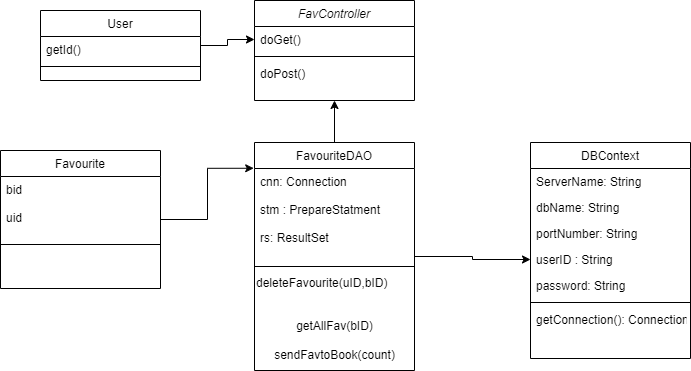 User
getId()
FavController
doGet()
doPost()
Favourite
bid
uid
FavouriteDAO
cnn: Connection
stm : PrepareStatment
rs: ResultSet
deleteFavourite(uID,bID)
getAllFav(bID)
sendFavtoBook(count)
DBContext
ServerName: String
dbName: String
portNumber: String
userID : String
password: String
getConnection(): Connection